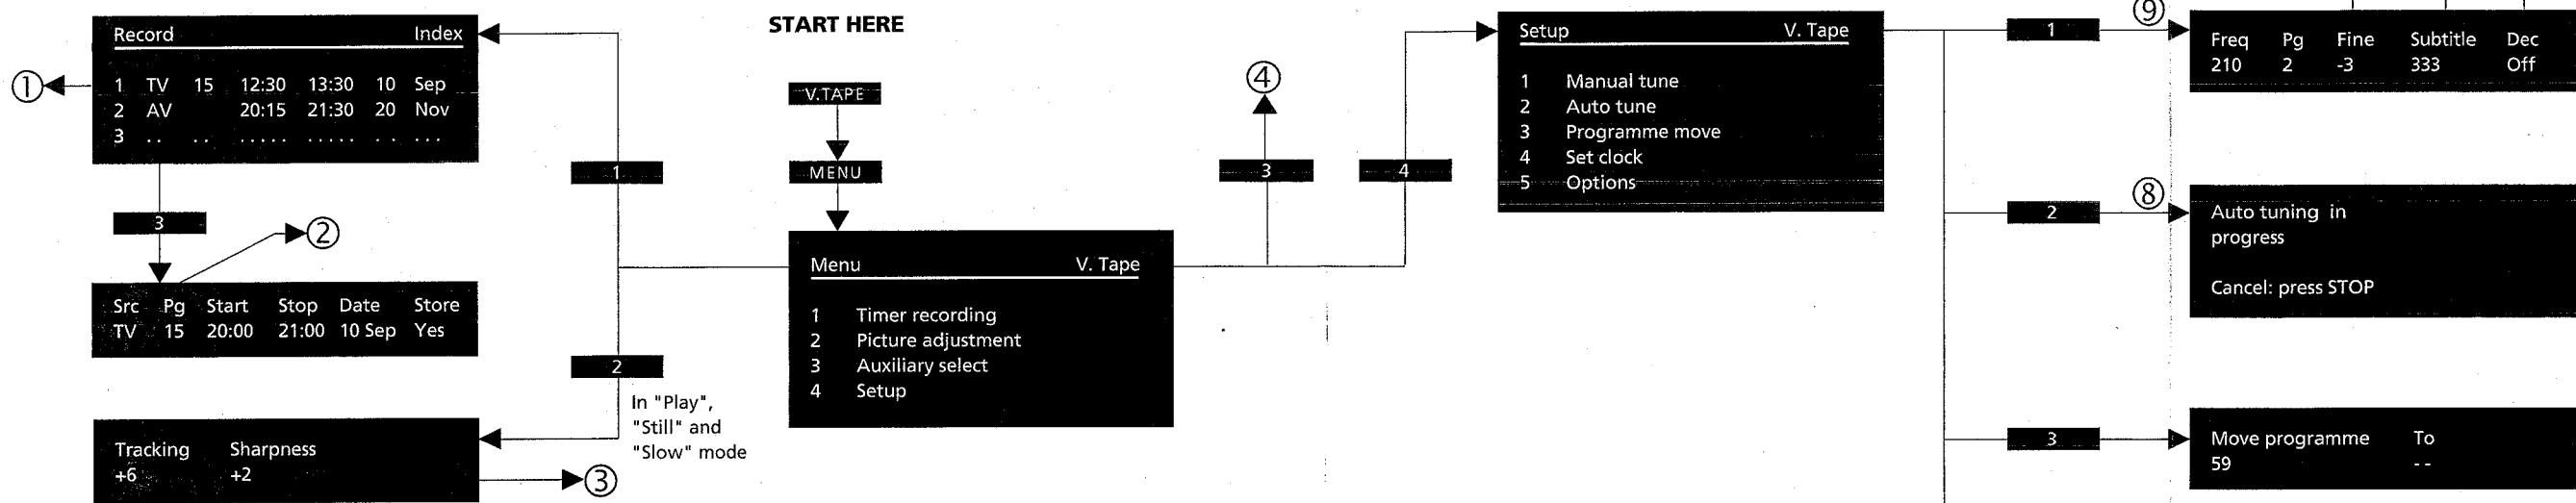 START HERE
V.TAPE
MENU
Menu V. Tape
1 Timer recording
2 Picture adjustment
3 Auxiliary select
4 Setup
1
Record Index
1 TV 15 12:30 13:30 10 Sep
2 AV 20:15 21:30 20 Nov
3 .. .. ..... ..... .. ...
①
3
②
Src Pg Start Stop Date Store
TV 15 20:00 21:00 10 Sep Yes
2
In "Play",
"Still" and
"Slow" mode
Tracking Sharpness
+6 +2
③
3
④
4
Setup V. Tape
1 Manual tune
2 Auto tune
3 Programme move
4 Set clock
5 Options
1
⑨
Freq Pg Fine Subtitle Dec
210 2 -3 333 Off
2
⑧
Auto tuning in
progress
Cancel: press STOP
3
Move programme To
59 --